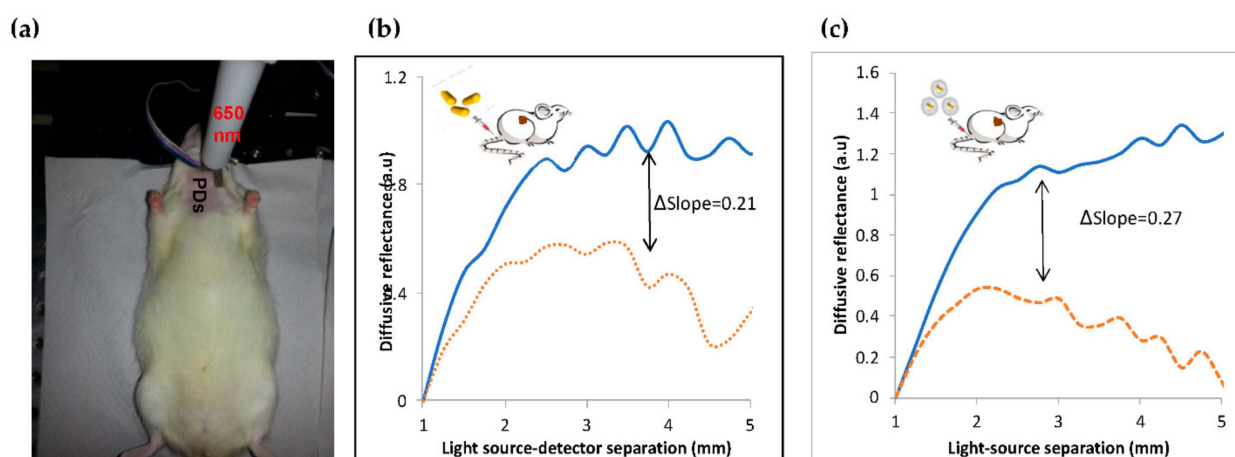 (a)
650
nm
PDs
(b)
Diffusive reflectance (a.u)
1.2
0.8
0.4
0
ΔSlope=0.21
1
2
3
4
5
Light source-detector separation (mm)
(c)
Diffusive reflectance (a.u)
1.6
1.4
1.2
1
0.8
0.6
0.4
0.2
0
ΔSlope=0.27
1
2
3
4
5
Light-source separation (mm)